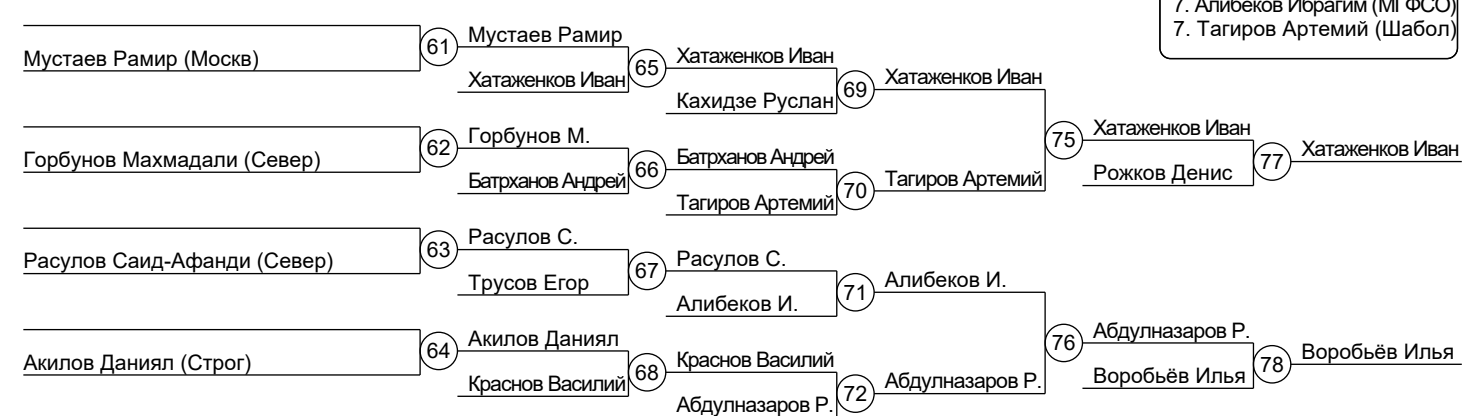 7. Алибеков Ибрагим (МГФСО)
7. Тагиров Артемий (Шабол)
Мустаев Рамир (Москв)
61
Мустаев Рамир
Хатаженков Иван
65
Хатаженков Иван
Кахидзе Руслан
69
Хатаженков Иван
Горбунов Махмадали (Север)
62
Горбунов М.
Батрханов Андрей
66
Батрханов Андрей
Тагиров Артемий
70
Тагиров Артемий
75
Хатаженков Иван
Рожков Денис
77
Хатаженков Иван
Расулов Саид-Афанди (Север)
63
Расулов С.
Трусов Егор
67
Расулов С.
Алибеков И.
71
Алибеков И.
Акилов Даниял (Строг)
64
Акилов Даниял
Краснов Василий
68
Краснов Василий
Абдулназаров Р.
72
Абдулназаров Р.
76
Абдулназаров Р.
Воробьёв Илья
78
Воробьёв Илья